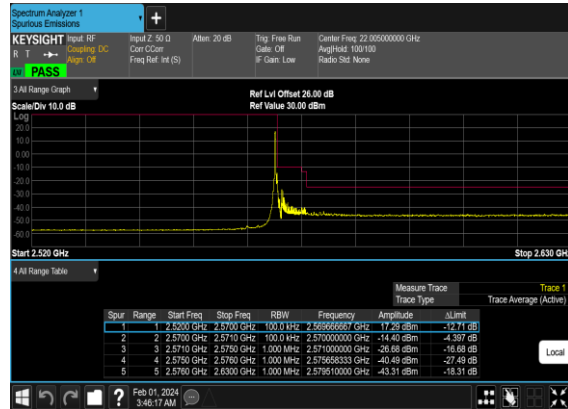 Spectrum Analyzer 1
Spurious Emissions
+
KEYSIGHT Input: RF Input Z: 50 Ω Atten: 20 dB Trig: Free Run Center Freq: 22.005000000 GHz
R T Coupling: DC Corr CCorr Gate: Off Avg|Hold: 100/100
Align: Off Freq Ref: Int (S) IF Gain: Low Radio Std: None
LW PASS
3 All Range Graph
Ref Lvl Offset 26.00 dB
Scale/Div 10.0 dB Ref Value 30.00 dBm
Log
20.0
10.0
0.00
-10.0
-20.0
-30.0
-40.0
-50.0
-60.0
Start 2.520 GHz Stop 2.630 GHz
4 All Range Table
Measure Trace Trace 1
Trace Type Trace Average (Active)
Spur Range Start Freq Stop Freq RBW Frequency Amplitude ΔLimit
1 1 2.5200 GHz 2.5700 GHz 100.0 kHz 2.569666667 GHz 17.29 dBm -12.71 dB
2 2 2.5700 GHz 2.5710 GHz 100.0 kHz 2.570000000 GHz -14.40 dBm -4.397 dB
3 3 2.5710 GHz 2.5750 GHz 1.000 MHz 2.571000000 GHz -26.68 dBm -16.68 dB
4 4 2.5750 GHz 2.5760 GHz 1.000 MHz 2.575658333 GHz -40.49 dBm -27.49 dB
5 5 2.5760 GHz 2.6300 GHz 1.000 MHz 2.579510000 GHz -43.31 dBm -18.31 dB
Local
? Feb 01, 2024
3:46:17 AM